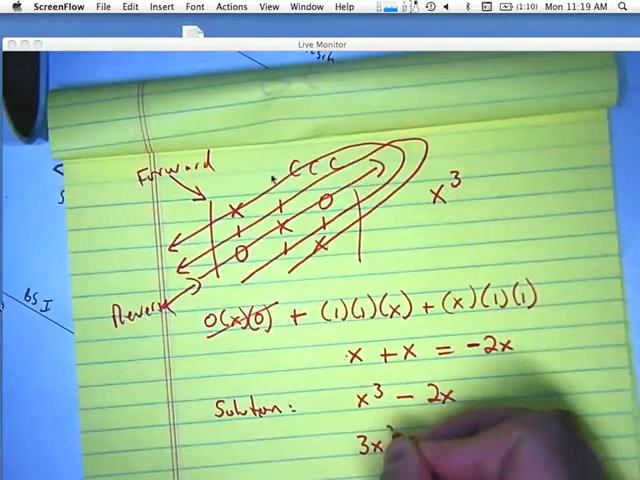 ScreenFlow File Edit Actions Arrange Font View Window Help (1:10) Mon 11:19 AM
Live Monitor
Forward
C C C
x 1 0
1 x 1
0 1 x
x³
Reverse
0(x)(0) + (1)(1)(x) + (x)(1)(1)
x + x = -2x
Solution: x³ - 2x
3x